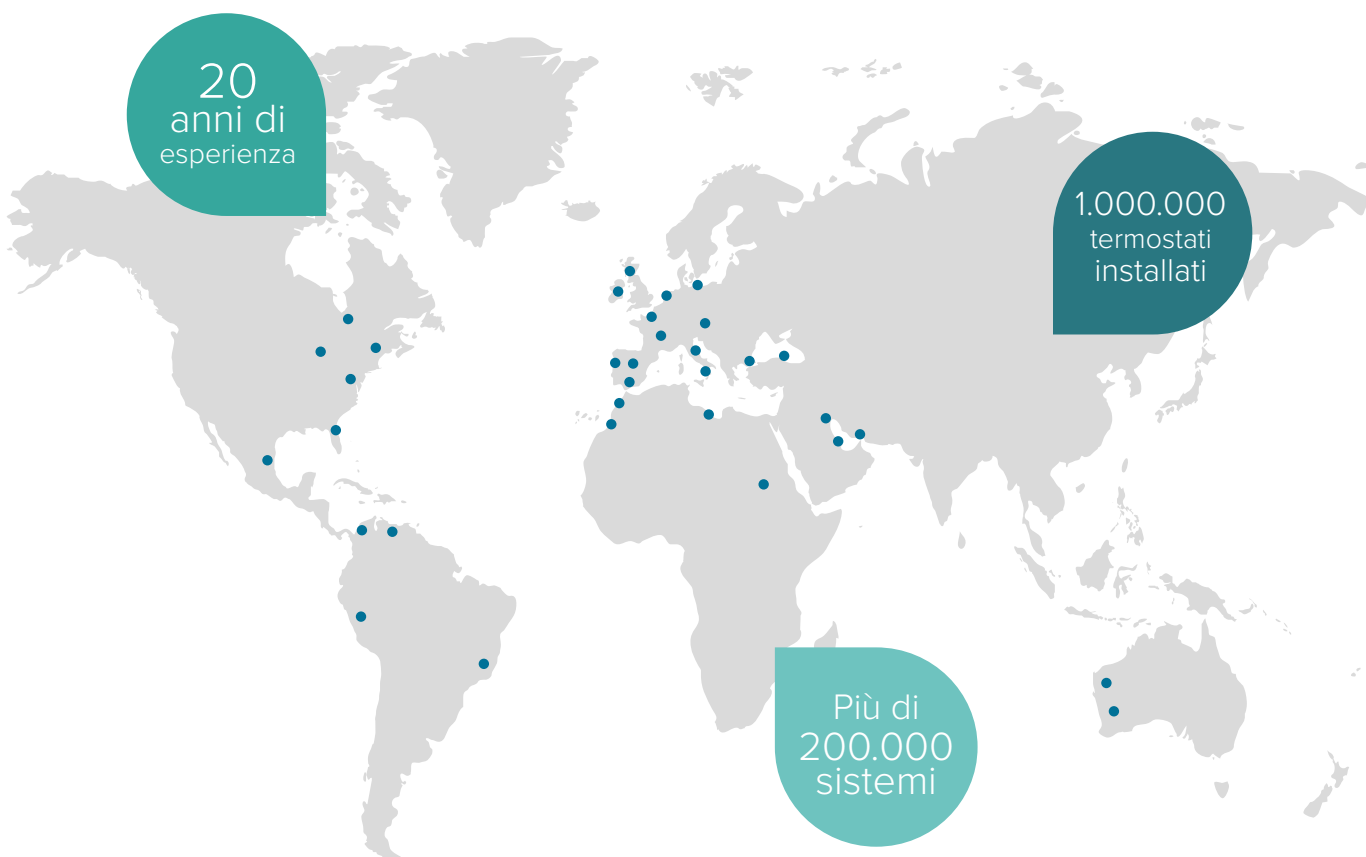 20
anni di
esperienza
1.000.000
termostati
installati
Più di
200.000
sistemi